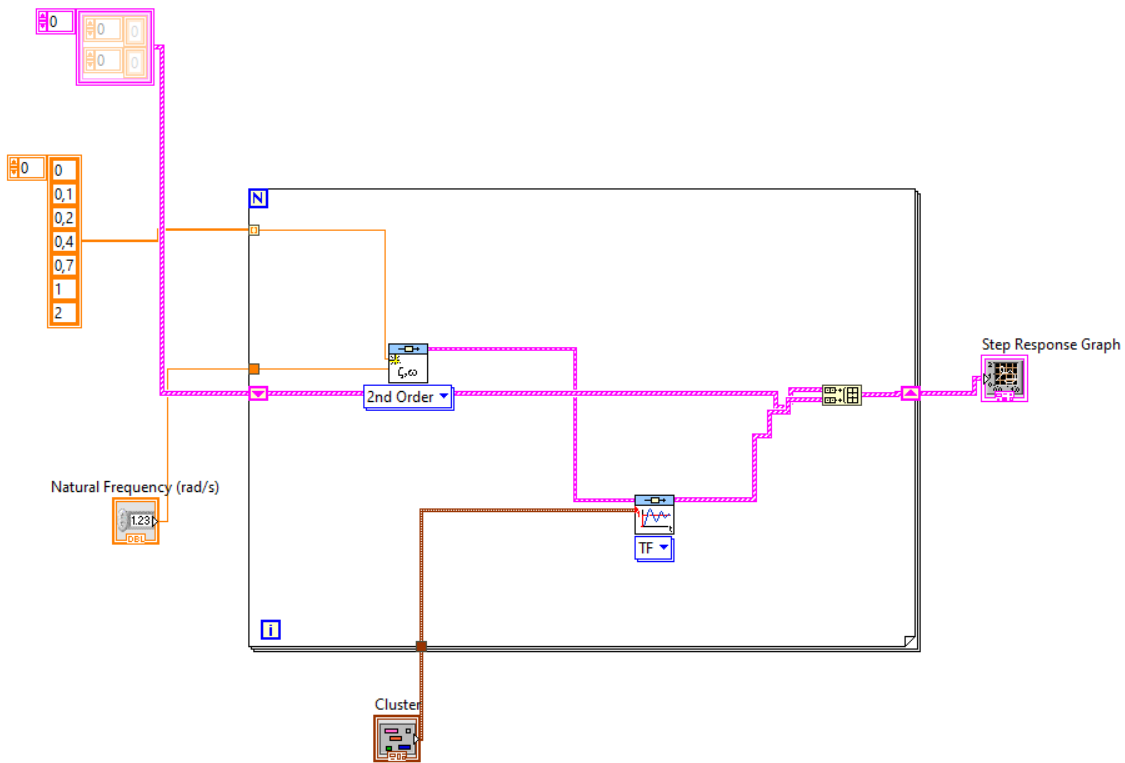 0
0 0
0 0
0
0
0,1
0,2
0,4
0,7
1
2
N
ζ,ω
2nd Order
Step Response Graph
Natural Frequency (rad/s)
1.23
DBL
TF
i
Cluster